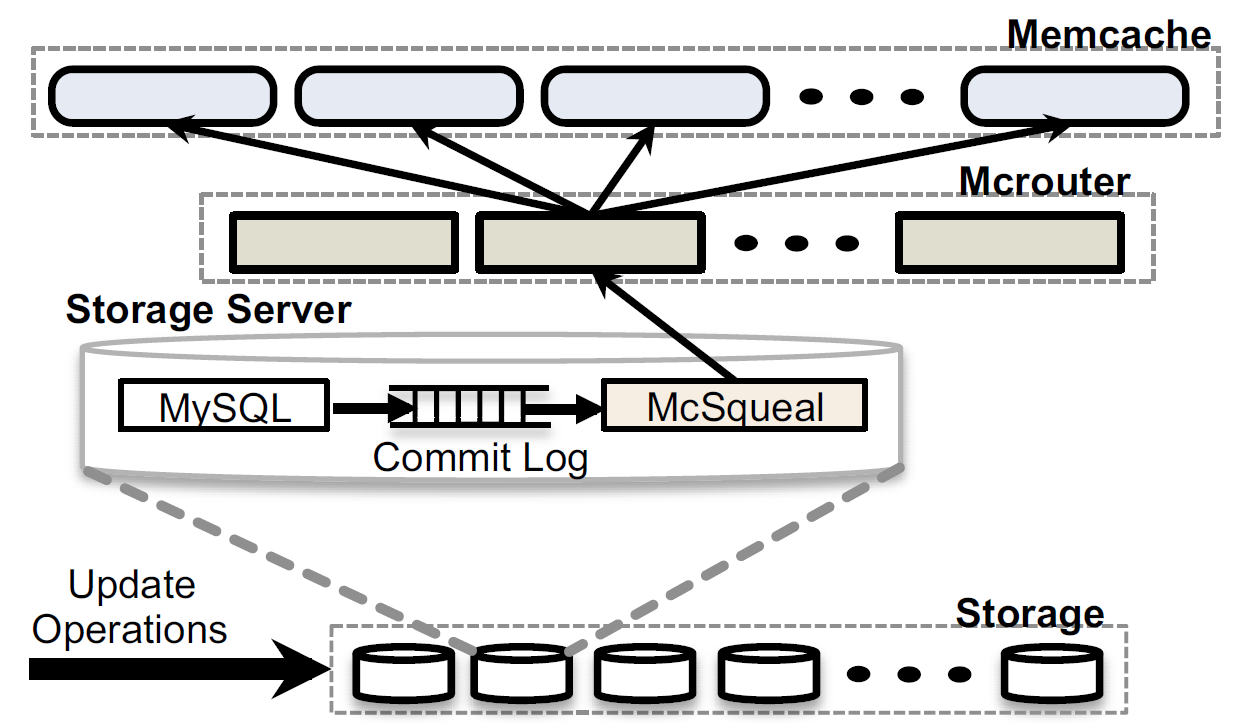 Memcache
Mcrouter
Storage Server
MySQL
McSqueal
Commit Log
Update
Operations
Storage